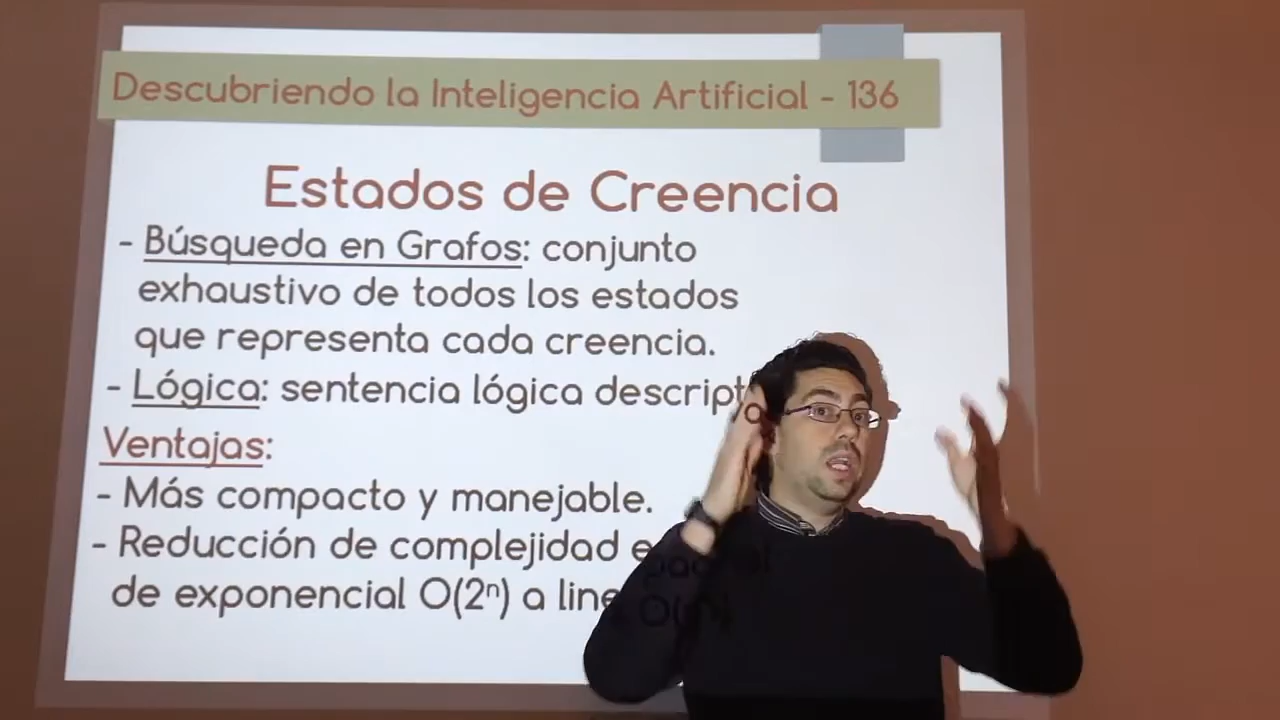 Descubriendo la Inteligencia Artificial - 136
Estados de Creencia
- Búsqueda en Grafos: conjunto
exhaustivo de todos los estados
que representa cada creencia.
- Lógica: sentencia lógica descript
Ventajas:
- Más compacto y manejable.
- Reducción de complejidad
de exponencial O(2ⁿ) a